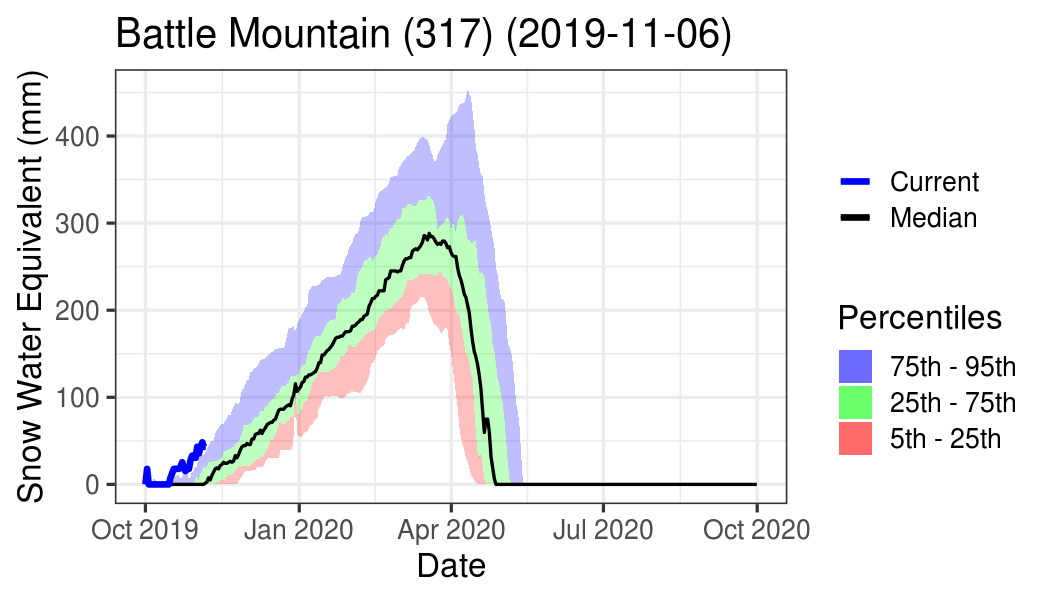 Battle Mountain (317) (2019-11-06)
Snow Water Equivalent (mm)
400
300
200
100
0
Oct 2019
Jan 2020
Apr 2020
Jul 2020
Oct 2020
Date
Current
Median
Percentiles
75th - 95th
25th - 75th
5th - 25th